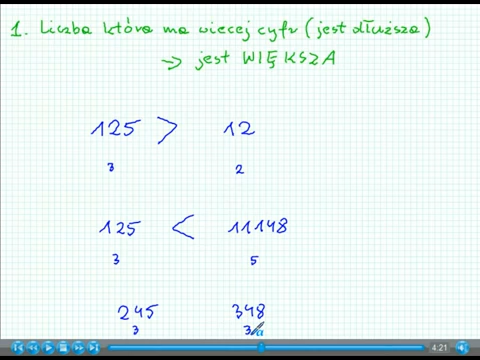 1. Liczba która ma więcej cyfr (jest dłuższa)
→ jest WIĘKSZA
125 > 12
3 2
125 < 11148
3 5
245 348
3 3
4:21